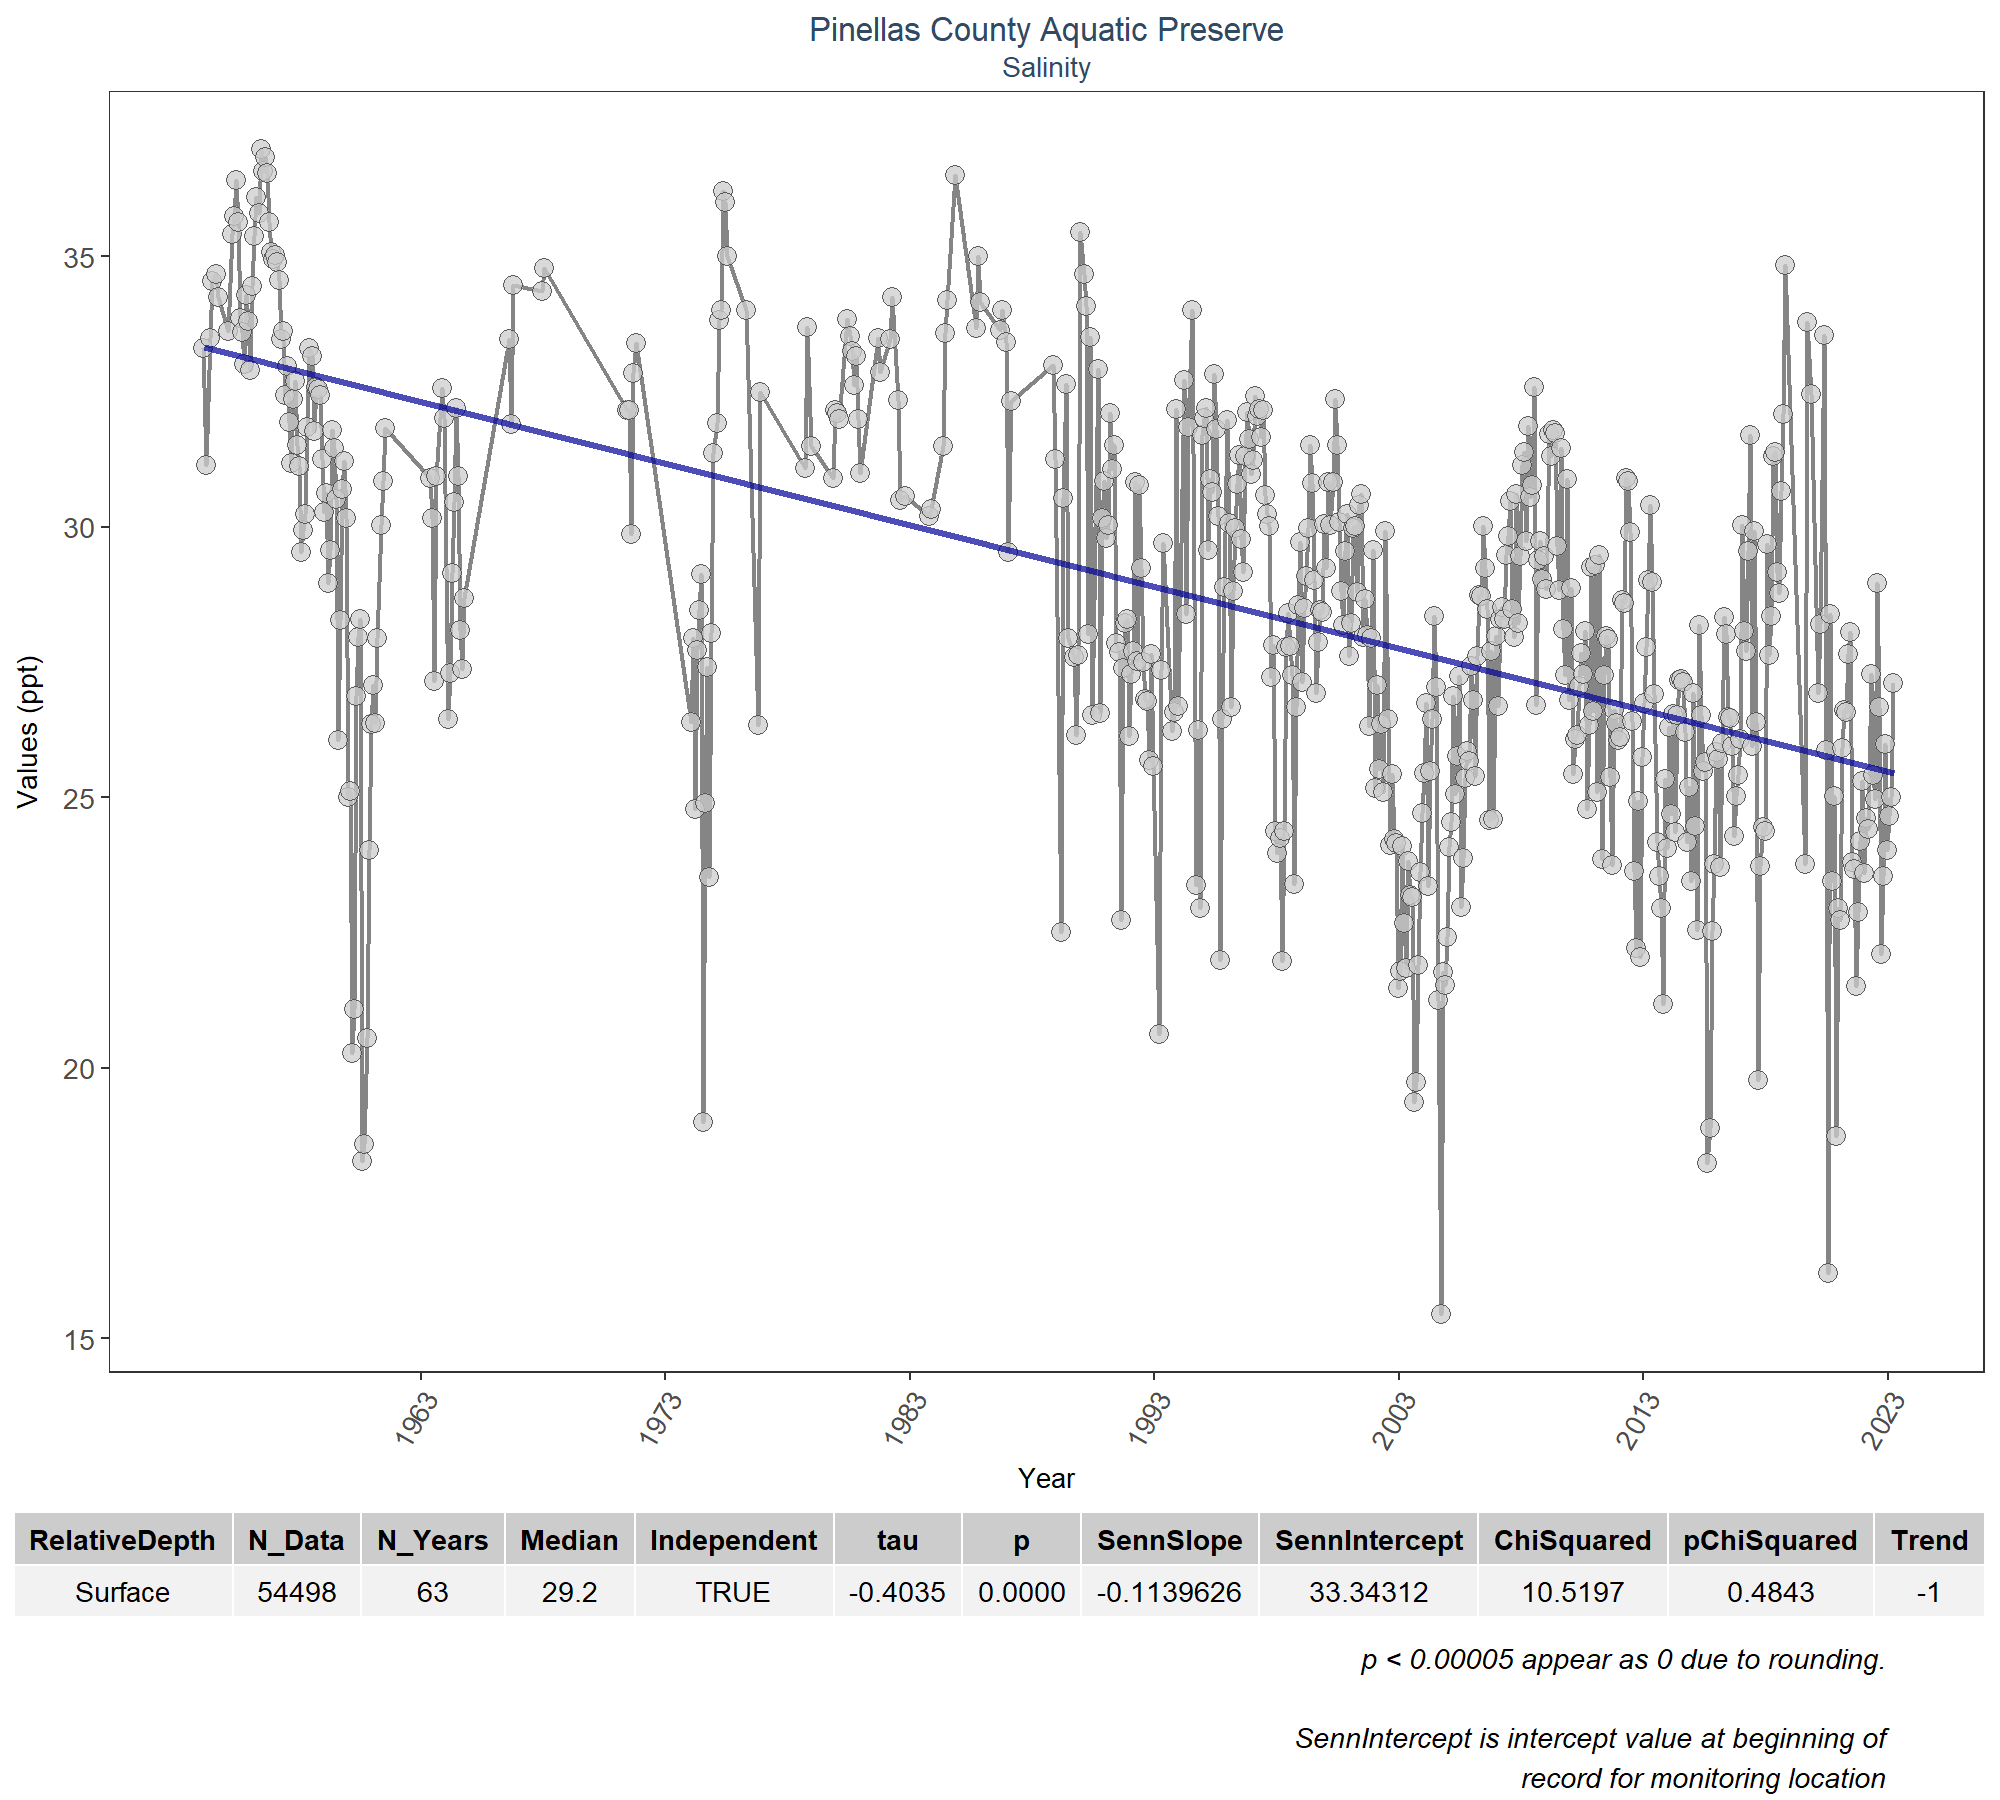 Pinellas County Aquatic Preserve
Salinity
Values (ppt)
35
30
25
20
15
1963 1973 1983 1993 2003 2013 2023
Year
RelativeDepth N_Data N_Years Median Independent tau p SennSlope SennIntercept ChiSquared pChiSquared Trend
Surface 54498 63 29.2 TRUE -0.4035 0.0000 -0.1139626 33.34312 10.5197 0.4843 -1
p < 0.00005 appear as 0 due to rounding.
SennIntercept is intercept value at beginning of
record for monitoring location